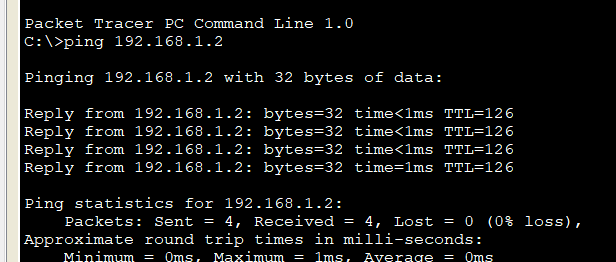 Packet Tracer PC Command Line 1.0
C:\>ping 192.168.1.2
Pinging 192.168.1.2 with 32 bytes of data:
Reply from 192.168.1.2: bytes=32 time<1ms TTL=126
Reply from 192.168.1.2: bytes=32 time<1ms TTL=126
Reply from 192.168.1.2: bytes=32 time<1ms TTL=126
Reply from 192.168.1.2: bytes=32 time=1ms TTL=126
Ping statistics for 192.168.1.2:
Packets: Sent = 4, Received = 4, Lost = 0 (0% loss),
Approximate round trip times in milli-seconds:
Minimum = 0ms, Maximum = 1ms, Average = 0ms